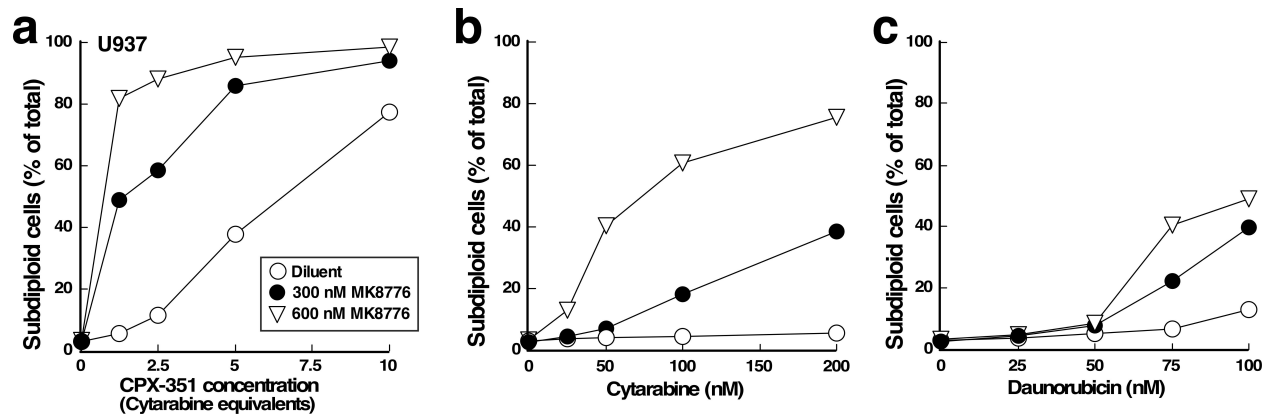 a
U937
100
80
60
40
20
0
Subdiploid cells (% of total)
0 2.5 5 7.5 10
CPX-351 concentration
(Cytarabine equivalents)
Diluent
300 nM MK8776
600 nM MK8776
b
100
80
60
40
20
0
Subdiploid cells (% of total)
0 50 100 150 200
Cytarabine (nM)
c
100
80
60
40
20
0
Subdiploid cells (% of total)
0 25 50 75 100
Daunorubicin (nM)